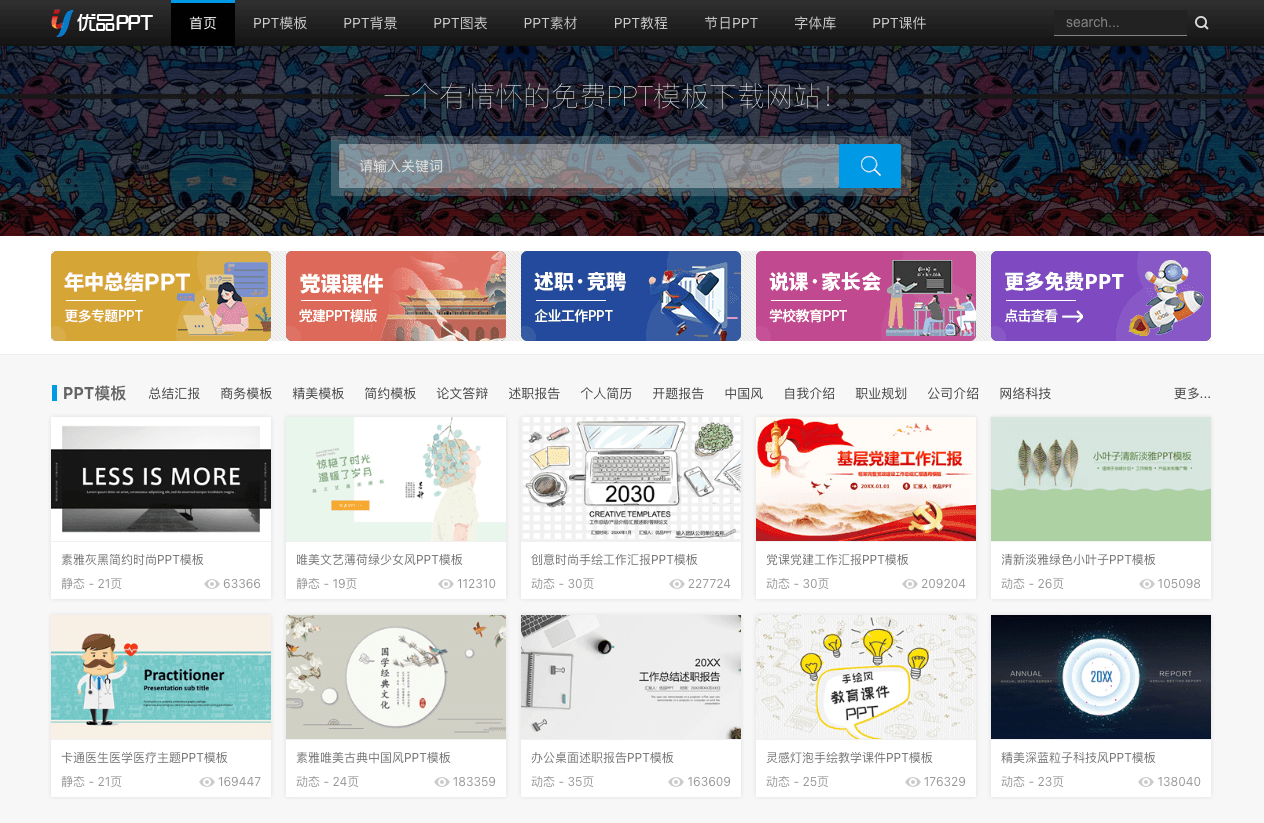 优品PPT
首页 PPT模板 PPT背景 PPT图表 PPT素材 PPT教程 节日PPT 字体库 PPT课件 search...
一个有情怀的免费PPT模板下载网站！
请输入关键词
年中总结PPT
更多专题PPT
党课课件
党建PPT模版
述职·竞聘
企业工作PPT
说课·家长会
学校教育PPT
更多免费PPT
点击查看
PPT模板 总结汇报 商务模板 精美模板 简约模板 论文答辩 述职报告 个人简历 开题报告 中国风 自我介绍 职业规划 公司介绍 网络科技 更多...
LESS IS MORE
素雅灰黑简约时尚PPT模板
静态 - 21页 63366
惊艳了时光
温暖了岁月
唯美文艺薄荷绿少女风PPT模板
静态 - 19页 112310
2030
CREATIVE TEMPLATES
创意时尚手绘工作汇报PPT模板
动态 - 30页 227724
基层党建工作汇报
20XX.01.01 汇报人：优品PPT
党课党建工作汇报PPT模板
动态 - 30页 209204
小叶子清新淡雅PPT模板
清新淡雅绿色小叶子PPT模板
动态 - 26页 105098
Practitioner
Presentation sub title
卡通医生医学医疗主题PPT模板
静态 - 21页 169447
国学经典文化
素雅唯美古典中国风PPT模板
动态 - 24页 183359
20XX
工作总结述职报告
办公桌面述职报告PPT模板
动态 - 35页 163609
手绘风
教育课件
PPT
灵感灯泡手绘教学课件PPT模板
动态 - 25页 176329
ANNUAL 20XX REPORT
精美深蓝粒子科技风PPT模板
动态 - 23页 138040